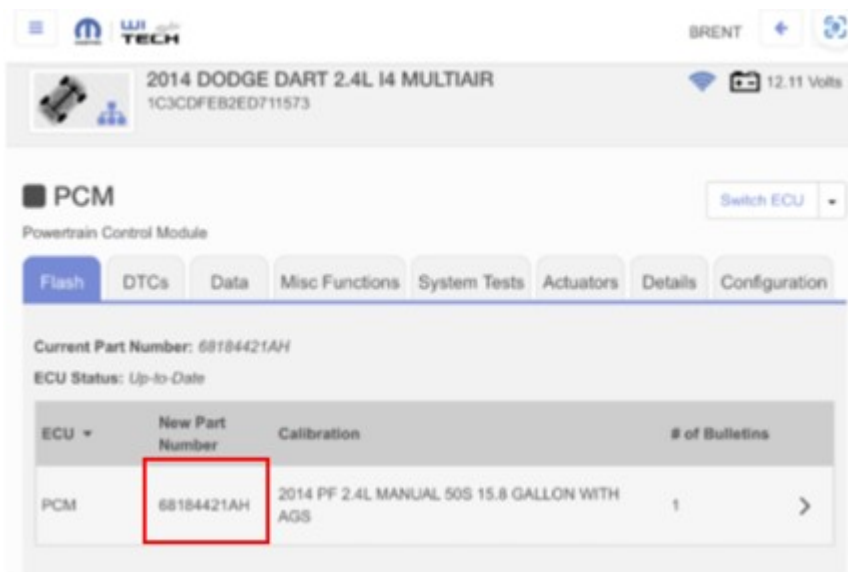 WI
TECH
BRENT
2014 DODGE DART 2.4L I4 MULTIAIR
1C3CDFEB2ED711573
12.11 Volts
PCM
Switch ECU
Powertrain Control Module
Flash DTCs Data Misc Functions System Tests Actuators Details Configuration
Current Part Number: 68184421AH
ECU Status: Up-to-Date
ECU New Part Number Calibration # of Bulletins
PCM 68184421AH 2014 PF 2.4L MANUAL 50S 15.8 GALLON WITH
AGS 1